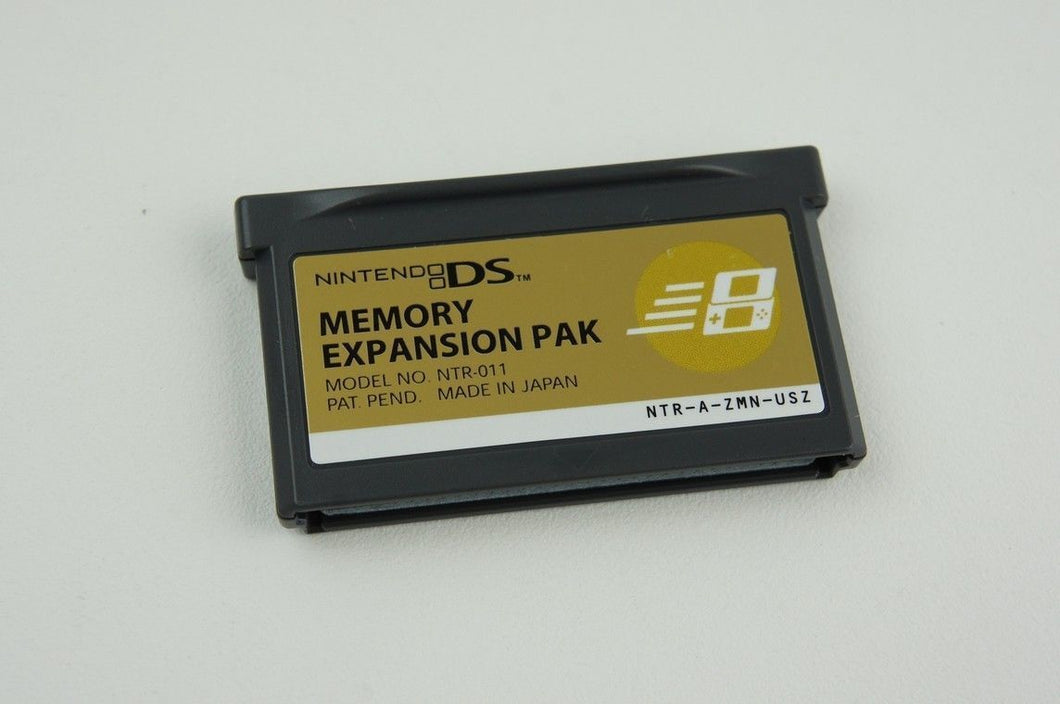 NINTENDO DS™
MEMORY
EXPANSION PAK
MODEL NO. NTR-011
PAT. PEND. MADE IN JAPAN
NTR-A-ZMN-USZ